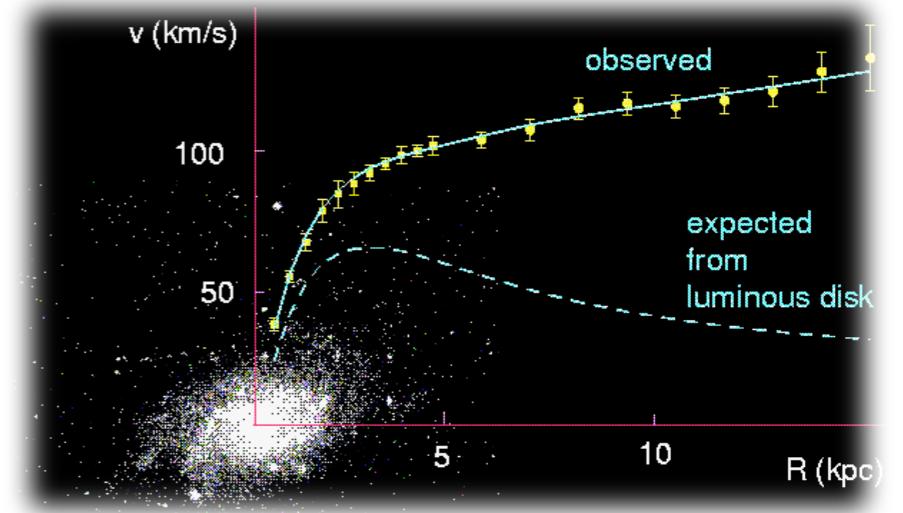 v (km/s)
observed
100
expected
from
luminous disk
50
5
10
R (kpc)